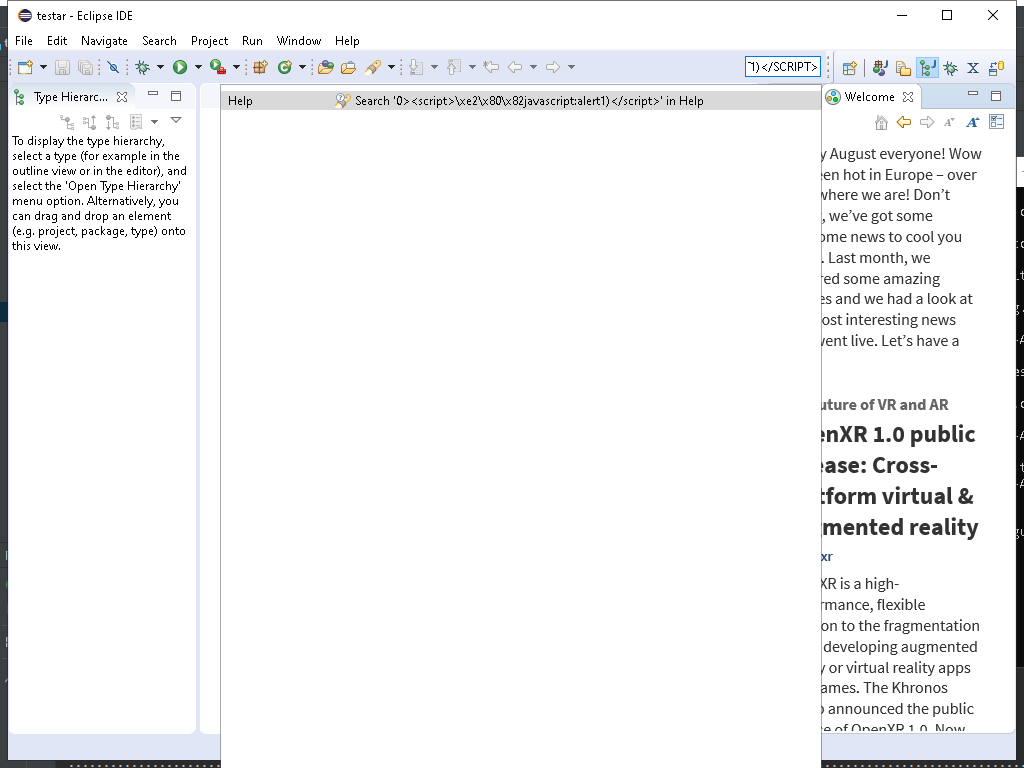 testar - Eclipse IDE
File Edit Navigate Search Project Run Window Help
1)</SCRIPT>
Type Hierarc...
Help
Search '0><script>\xe2\x80\x82javascript:alert1)</script>' in Help
Welcome
To display the type hierarchy,
select a type (for example in the
outline view or in the editor), and
select the 'Open Type Hierarchy'
menu option. Alternatively, you
can drag and drop an element
(e.g. project, package, type) onto
this view.
y August everyone! Wow
een hot in Europe – over
where we are! Don't
, we've got some
ome news to cool you
. Last month, we
red some amazing
es and we had a look at
ost interesting news
went live. Let's have a
uture of VR and AR
enXR 1.0 public
ease: Cross-
tform virtual &
mented reality
xr
XR is a high-
rmance, flexible
on to the fragmentation
developing augmented
y or virtual reality apps
ames. The Khronos
announced the public
e of OpenXR 1.0. Now